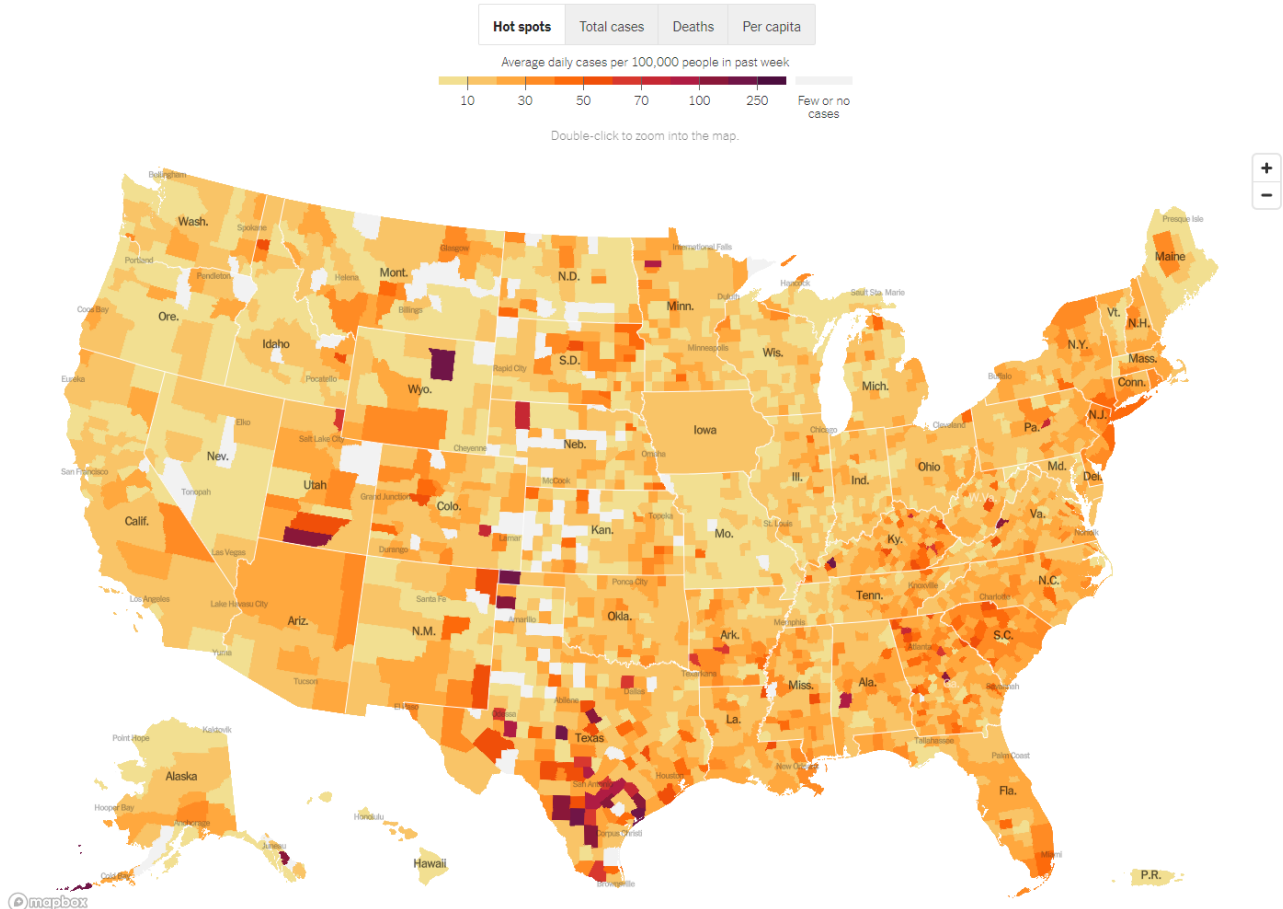 Hot spots Total cases Deaths Per capita
Average daily cases per 100,000 people in past week
10 30 50 70 100 250 Few or no
cases
Double-click to zoom into the map.
+
−
Bellingham
Wash.
Spokane
Portland
Pendleton
Coos Bay
Ore.
Helena
Mont.
Glasgow
Billings
N.D.
International Falls
Minn.
Duluth
Hancock
Sault Ste. Marie
Presque Isle
Maine
Idaho
Pocatello
Wyo.
Rapid City
S.D.
Minneapolis
Wis.
Mich.
Buffalo
N.Y.
Vt.
N.H.
Mass.
Conn.
Eureka
Elko
Salt Lake City
Cheyenne
Neb.
Omaha
Iowa
Chicago
Cleveland
Pa.
N.J.
San Francisco
Nev.
Tonopah
Utah
Grand Junction
Colo.
McCook
Ill.
Ind.
Ohio
Md.
Del.
Calif.
Las Vegas
Durango
Lamar
Kan.
Topeka
Mo.
St. Louis
Ky.
Va.
Norfolk
Los Angeles
Lake Havasu City
Ariz.
Santa Fe
N.M.
Amarillo
Ponca City
Okla.
Ark.
Memphis
Tenn.
Knoxville
Charlotte
N.C.
S.C.
Yuma
Tucson
El Paso
Odessa
Abilene
Dallas
Texarkana
Miss.
Ala.
Atlanta
Savannah
Texas
La.
Houston
New Orleans
Tallahassee
Palm Coast
Fla.
Miami
San Antonio
Corpus Christi
Brownsville
Point Hope
Kaktovik
Alaska
Hooper Bay
Anchorage
Juneau
Cold Bay
Honolulu
Hawaii
P.R.
mapbox